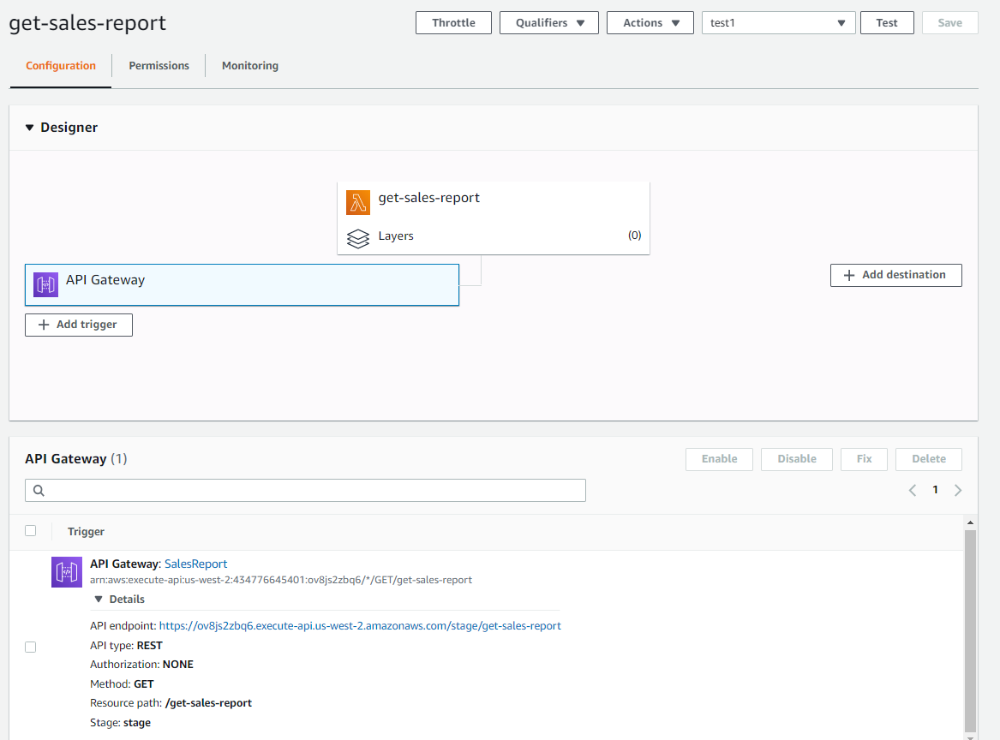 get-sales-report
Throttle Qualifiers Actions test1 Test Save
Configuration Permissions Monitoring
Designer
get-sales-report
Layers (0)
API Gateway
Add destination
Add trigger
API Gateway (1)
Enable Disable Fix Delete
1
Trigger
API Gateway: SalesReport
arn:aws:execute-api:us-west-2:434776645401:ov8js2zbq6/*/GET/get-sales-report
Details
API endpoint: https://ov8js2zbq6.execute-api.us-west-2.amazonaws.com/stage/get-sales-report
API type: REST
Authorization: NONE
Method: GET
Resource path: /get-sales-report
Stage: stage